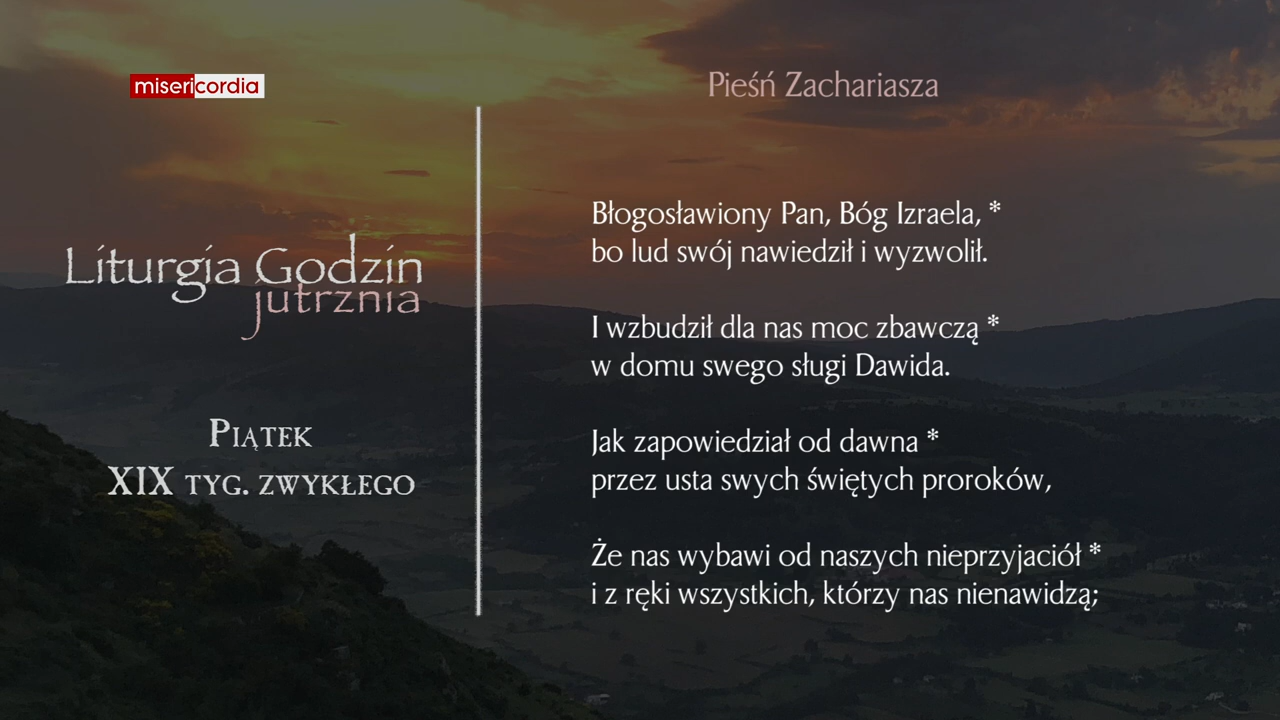 misericordia
Liturgia Godzin
jutrznia
Piątek
XIX tyg. zwykłego
Pieśń Zachariasza
Błogosławiony Pan, Bóg Izraela, *
bo lud swój nawiedził i wyzwolił.
I wzbudził dla nas moc zbawczą *
w domu swego sługi Dawida.
Jak zapowiedział od dawna *
przez usta swych świętych proroków,
Że nas wybawi od naszych nieprzyjaciół *
i z ręki wszystkich, którzy nas nienawidzą;